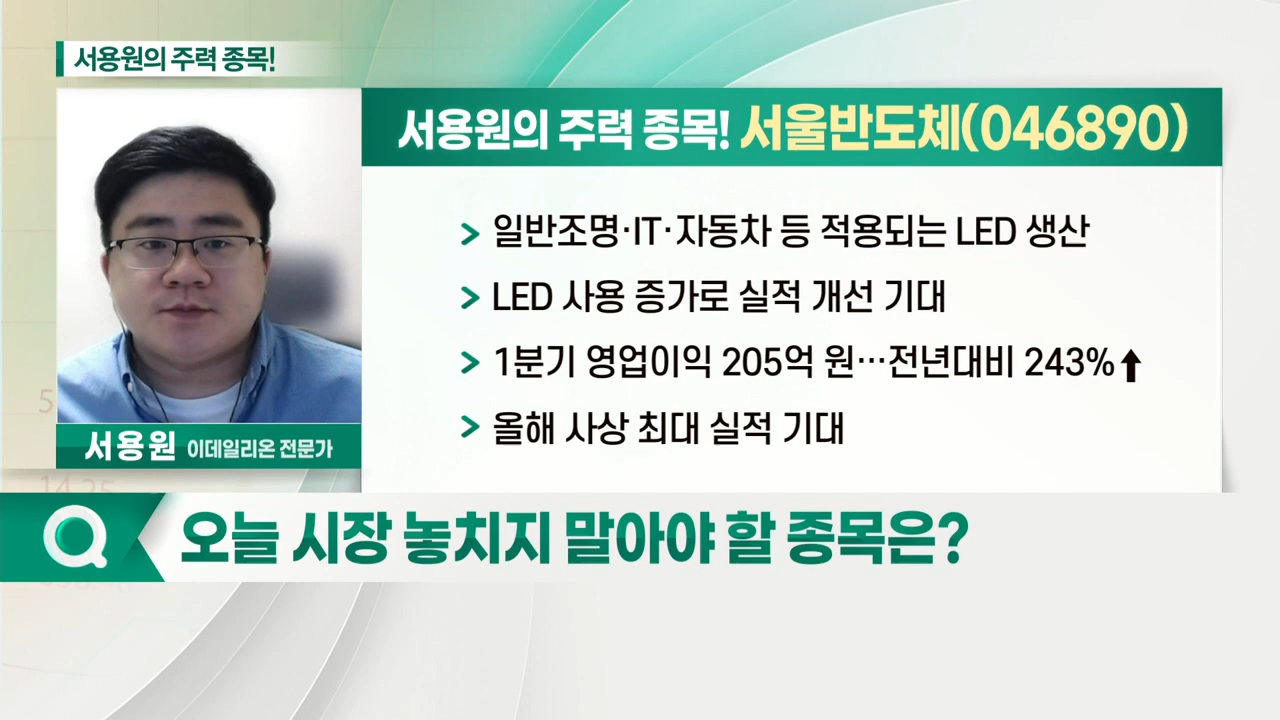 서용원의 주력 종목!
서용원의 주력 종목! 서울반도체(046890)
> 일반조명·IT·자동차 등 적용되는 LED 생산
> LED 사용 증가로 실적 개선 기대
> 1분기 영업이익 205억 원…전년대비 243%⬆
> 올해 사상 최대 실적 기대
서용원 이데일리온 전문가
Q 오늘 시장 놓치지 말아야 할 종목은?